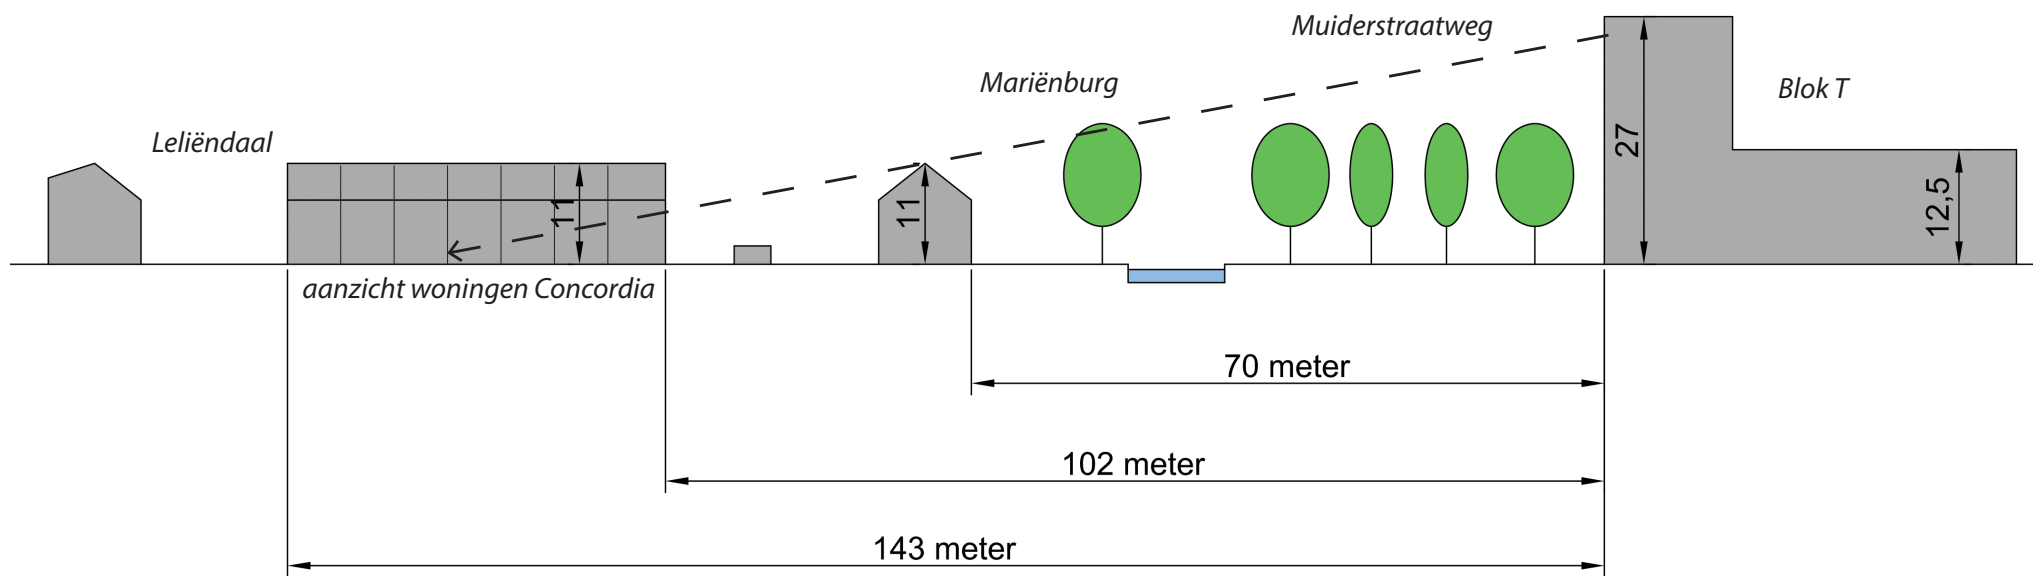 Muiderstraatweg
Mariënburg
Blok T
Leliëndaal
27
11
11
12,5
aanzicht woningen Concordia
70 meter
102 meter
143 meter